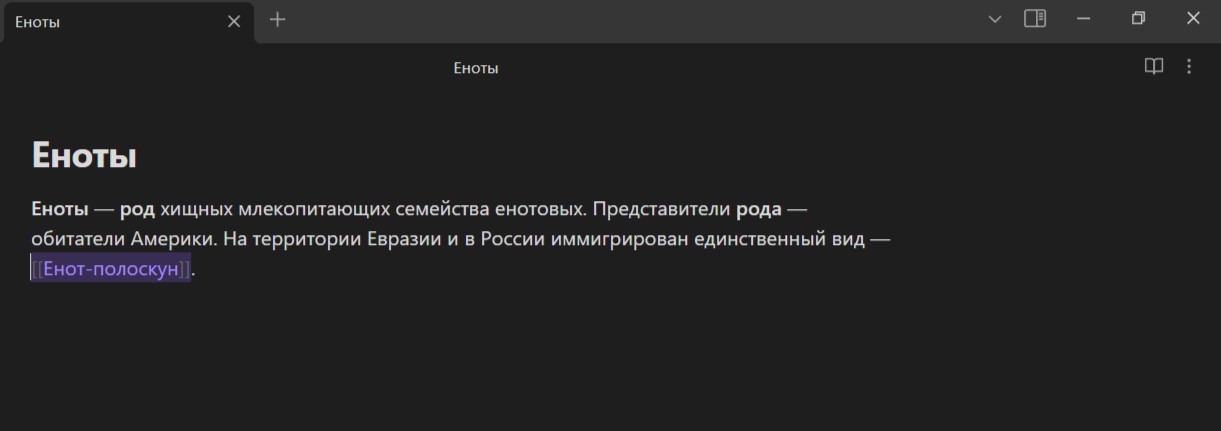 Еноты
Еноты
Еноты
Еноты — род хищных млекопитающих семейства енотовых. Представители рода —
обитатели Америки. На территории Евразии и в России иммигрирован единственный вид —
[[Енот-полоскун]].